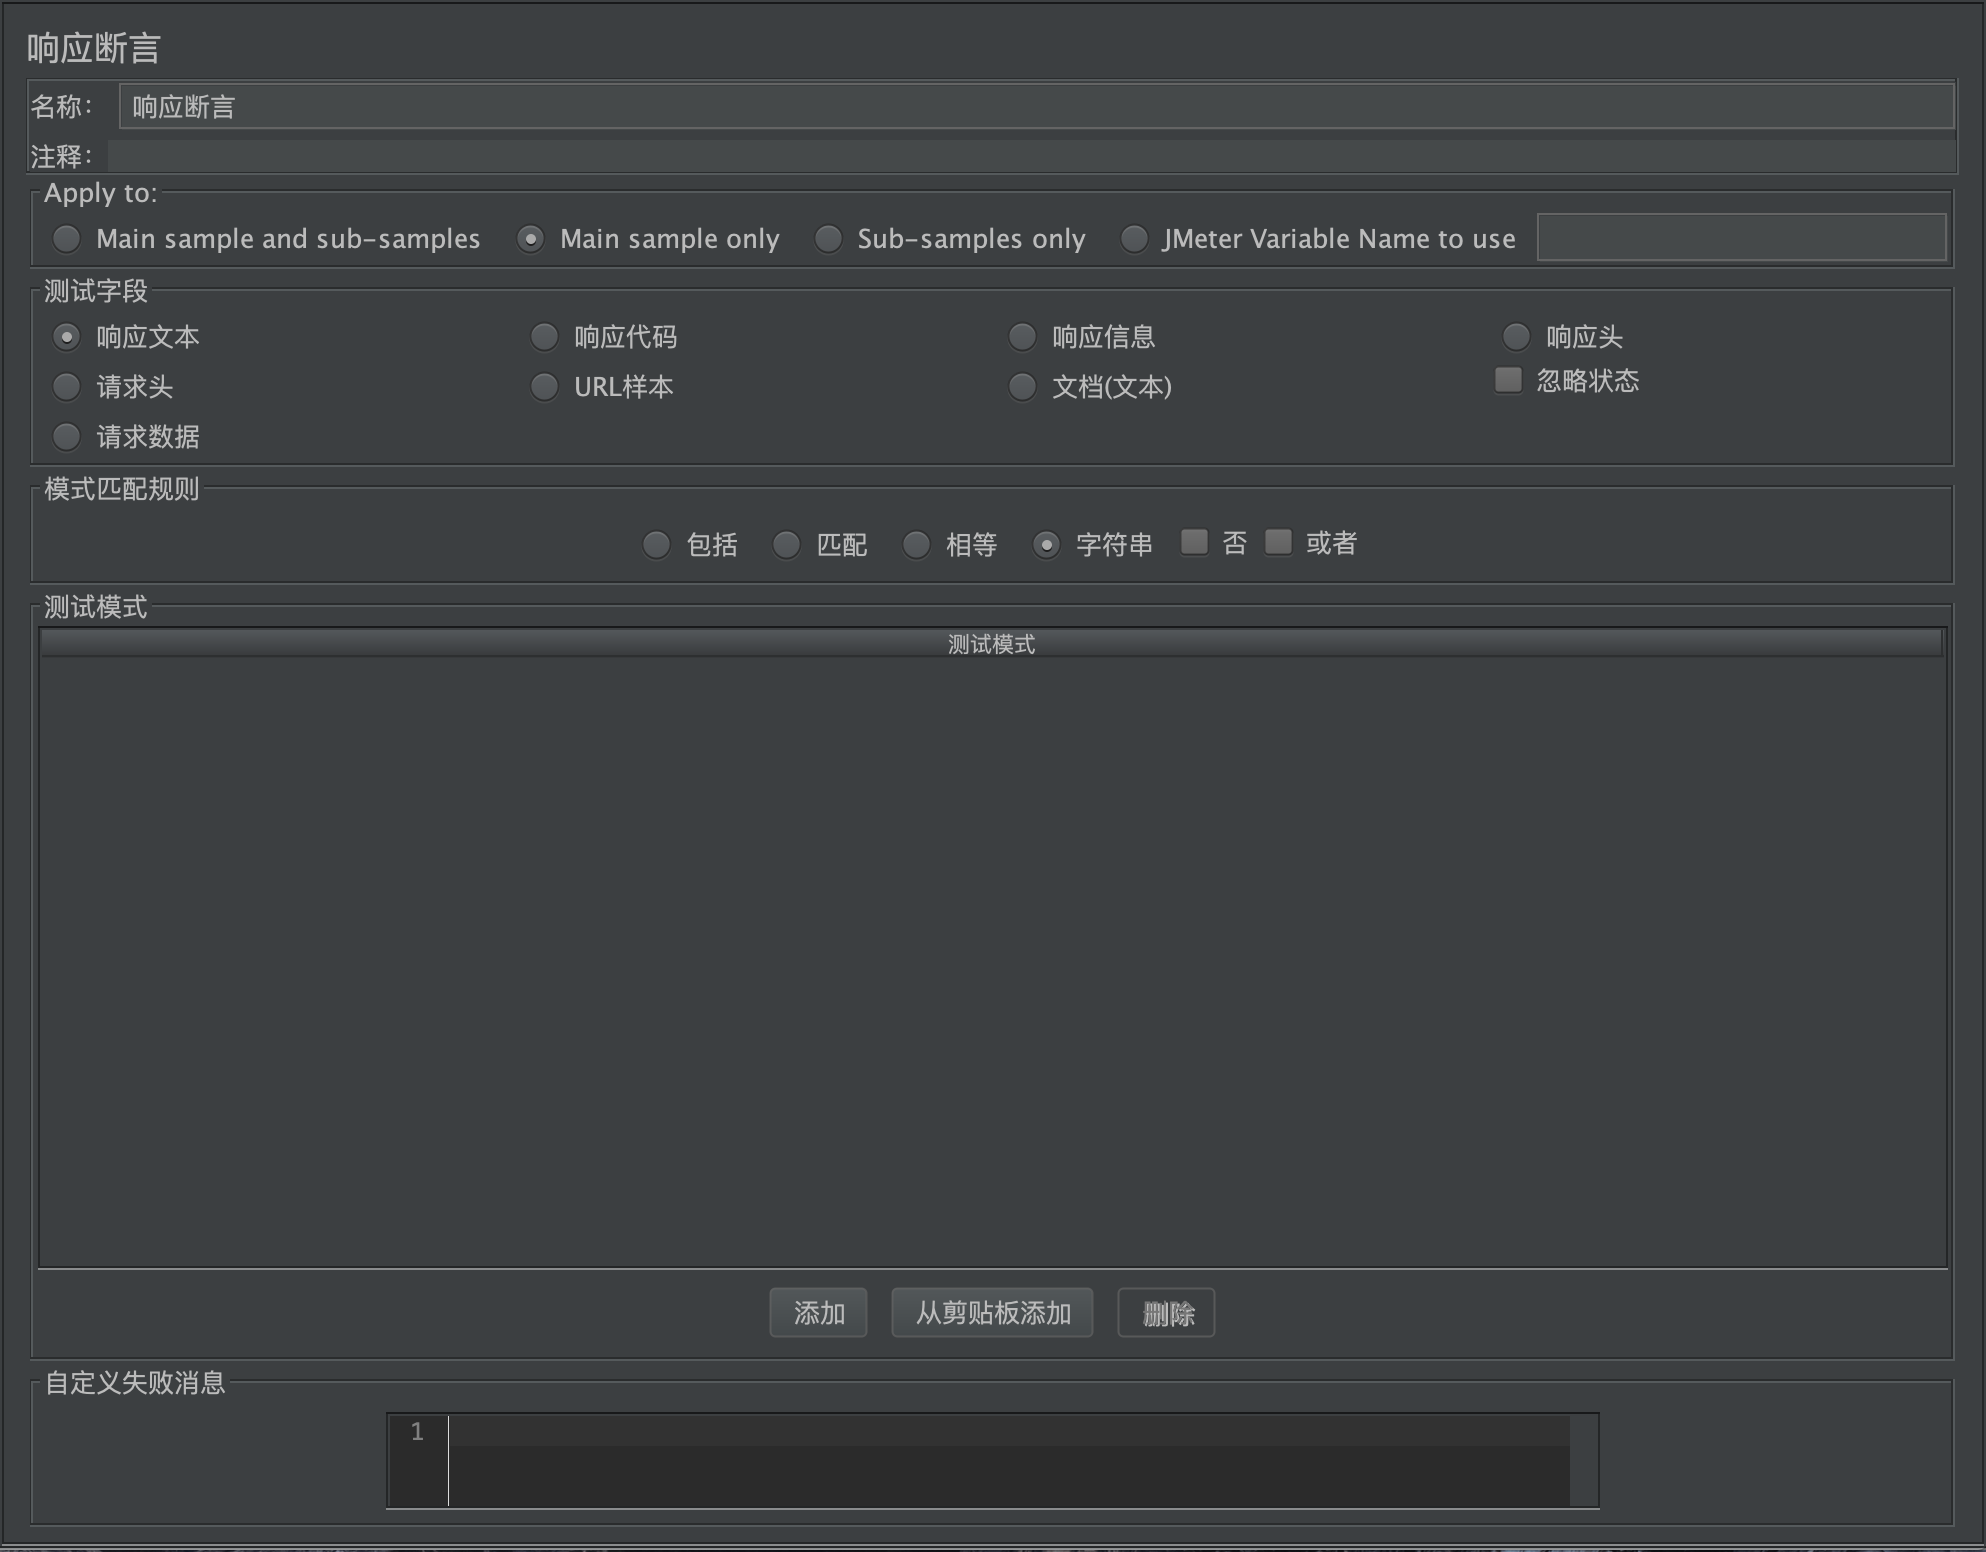 响应断言
名称： 响应断言
注释：
Apply to:
Main sample and sub-samples Main sample only Sub-samples only JMeter Variable Name to use
测试字段
响应文本 响应代码 响应信息 响应头
请求头 URL样本 文档(文本) 忽略状态
请求数据
模式匹配规则
包括 匹配 相等 字符串 否 或者
测试模式
测试模式
添加 从剪贴板添加 删除
自定义失败消息
1